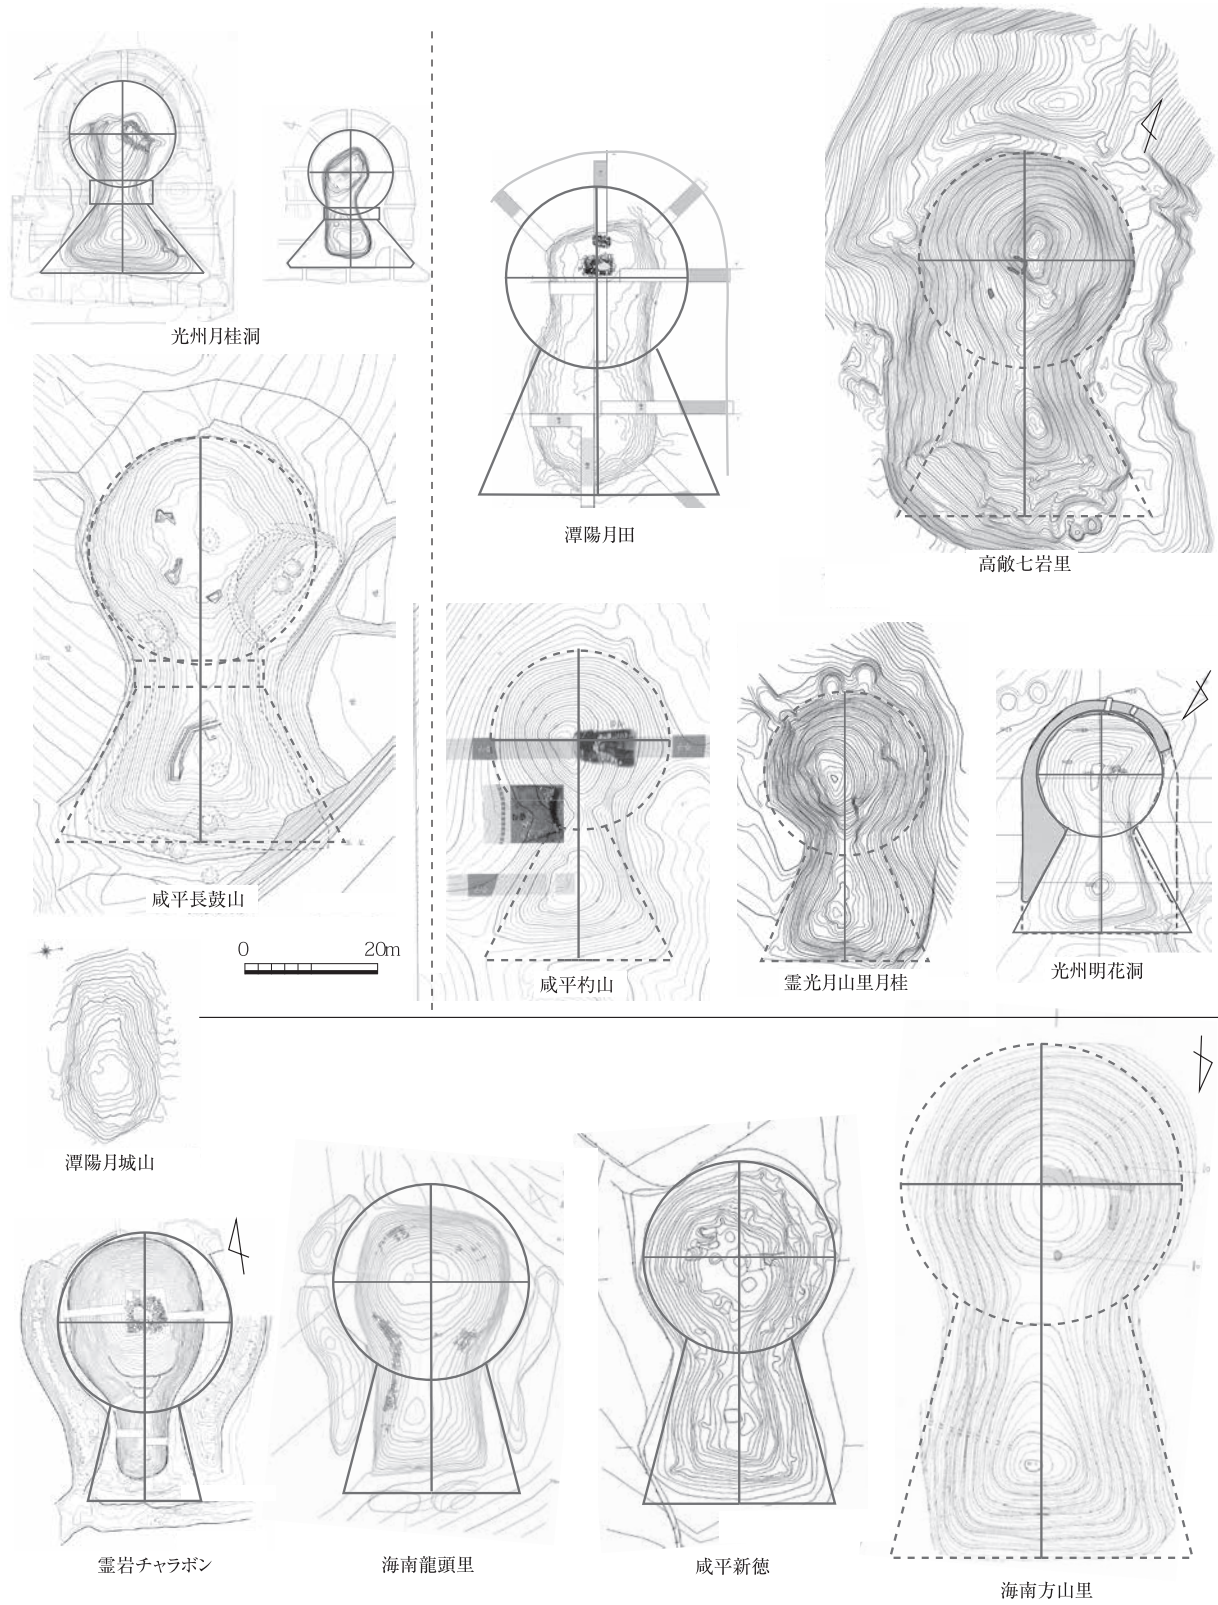 光州月桂洞
潭陽月田
高敞七岩里
咸平長鼓山
咸平杓山
霊光月山里月桂
光州明花洞
0 20m
潭陽月城山
霊岩チャラボン
海南龍頭里
咸平新徳
海南方山里